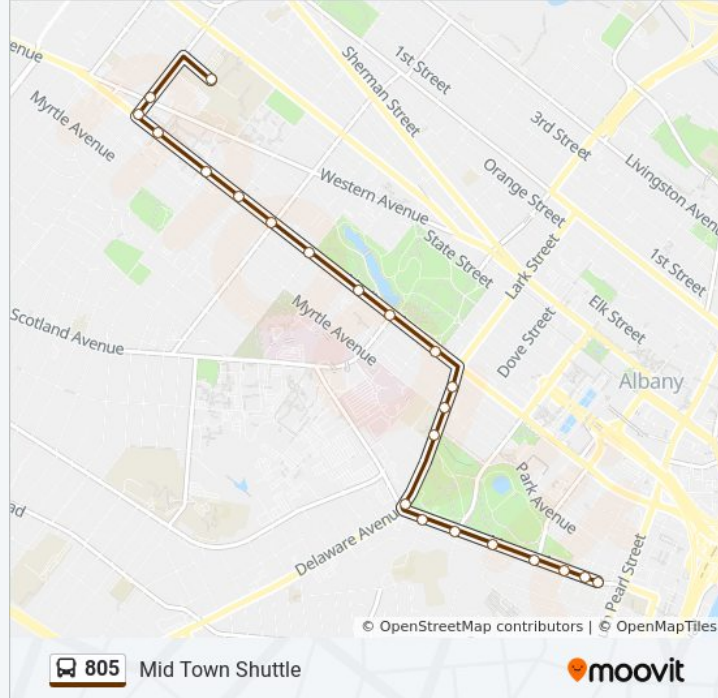 enue
1st Street
Sherman Street
Myrtle Avenue
3rd Street
Livingston Avenue
Orange Street
Western Avenue
State Street
1st Street
Lark Street
Elk Street
Myrtle Avenue
Scotland Avenue
Dove Street
Albany
Park Avenue
ad
Delaware Avenue
Pearl Street
© OpenStreetMap contributors | © OpenMapTiles
805 Mid Town Shuttle
moovit